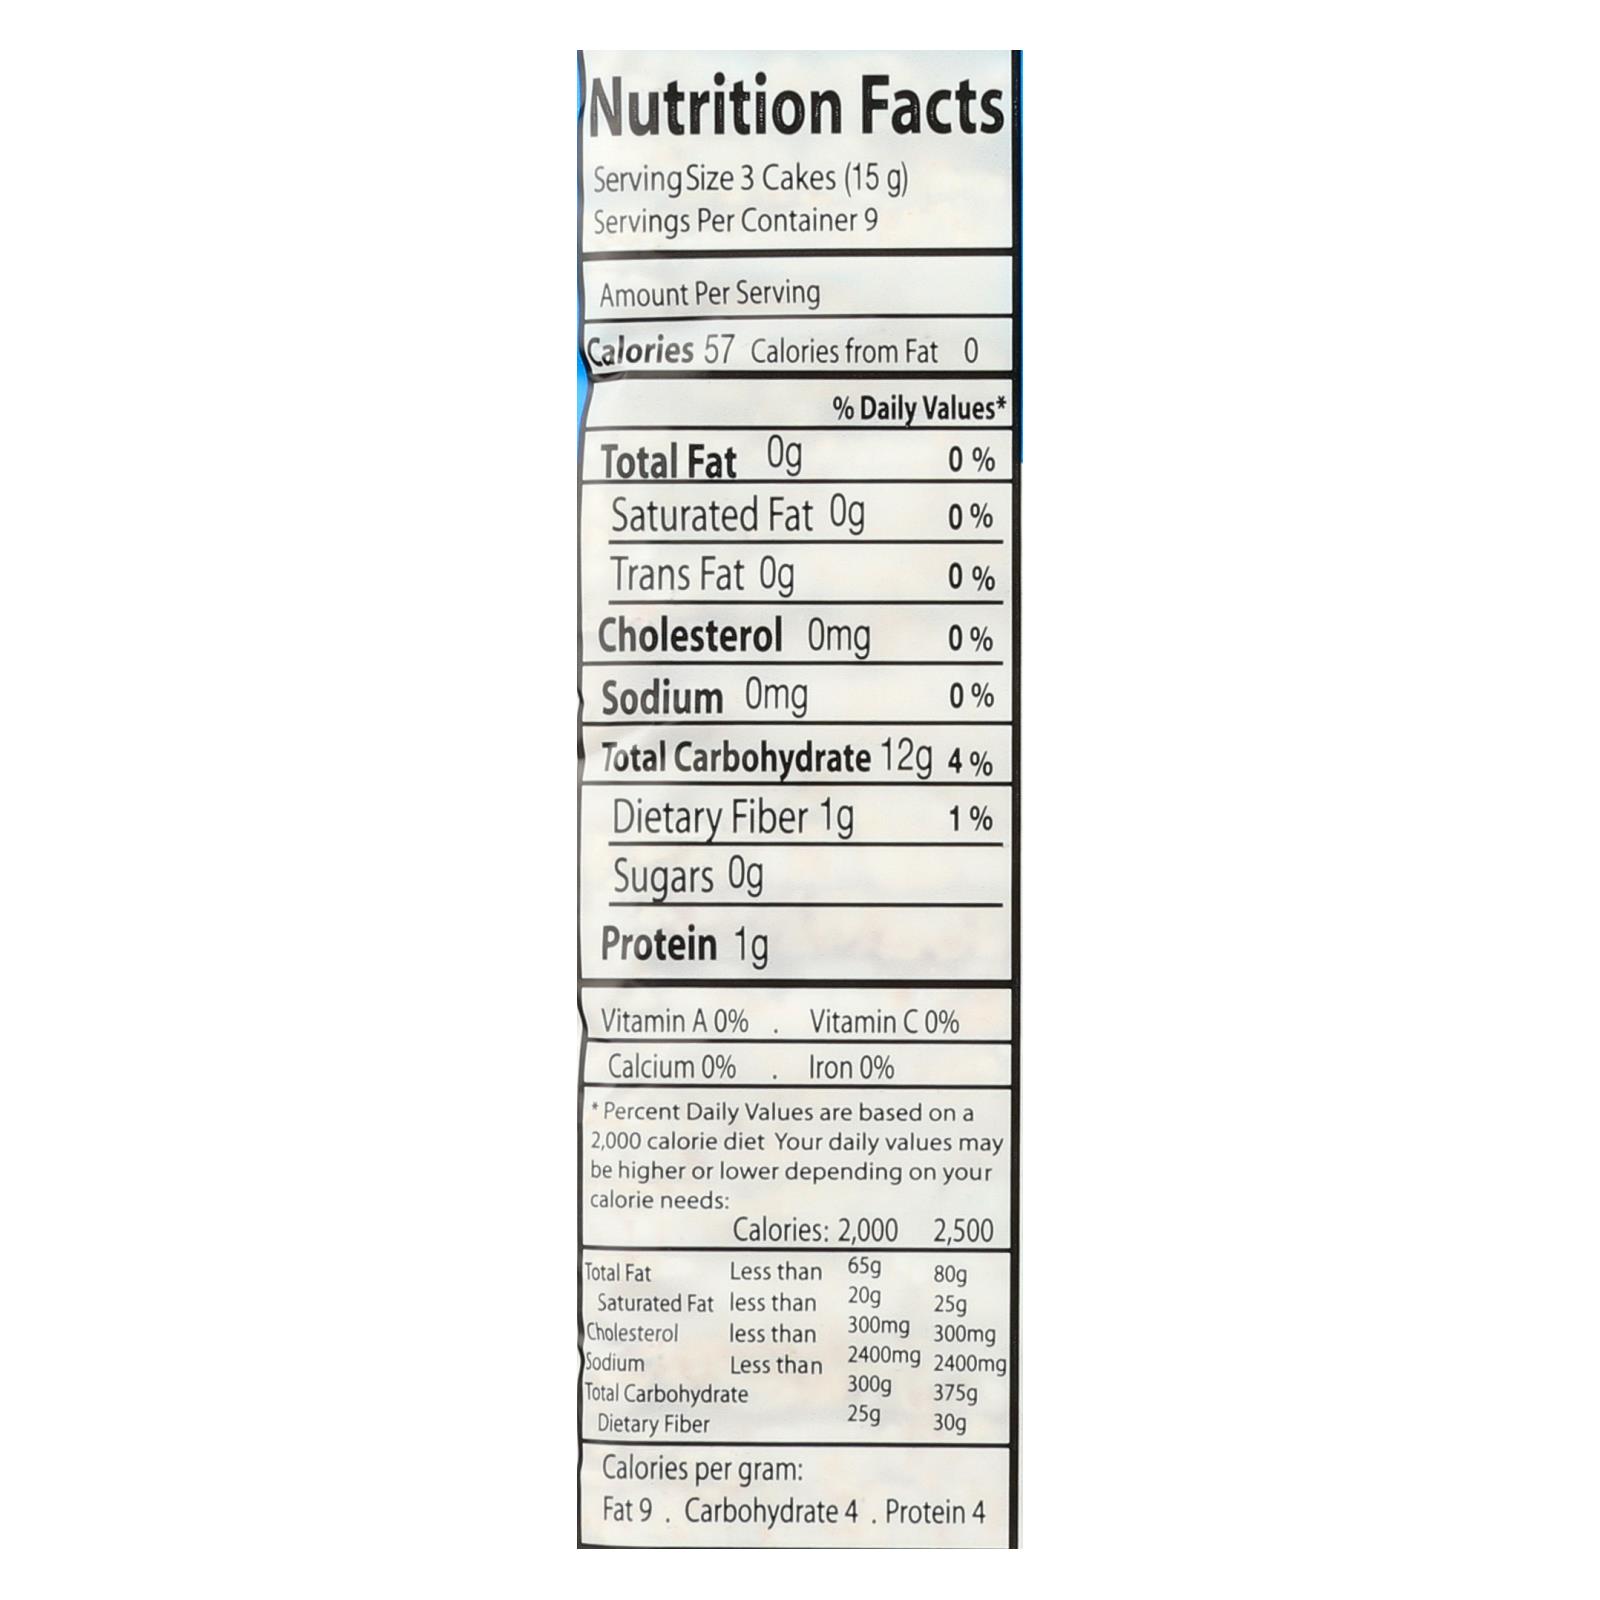 Nutrition Facts
Serving Size 3 Cakes (15 g)
Servings Per Container 9
Amount Per Serving
Calories 57 Calories from Fat 0
% Daily Values*
Total Fat 0g 0 %
Saturated Fat 0g 0 %
Trans Fat 0g 0 %
Cholesterol 0mg 0 %
Sodium 0mg 0 %
Total Carbohydrate 12g 4 %
Dietary Fiber 1g 1 %
Sugars 0g
Protein 1g
Vitamin A 0% . Vitamin C 0%
Calcium 0% . Iron 0%
* Percent Daily Values are based on a
2,000 calorie diet Your daily values may
be higher or lower depending on your
calorie needs:
Calories: 2,000 2,500
Total Fat Less than 65g 80g
Saturated Fat less than 20g 25g
Cholesterol less than 300mg 300mg
Sodium Less than 2400mg 2400mg
Total Carbohydrate 300g 375g
Dietary Fiber 25g 30g
Calories per gram:
Fat 9 . Carbohydrate 4 . Protein 4